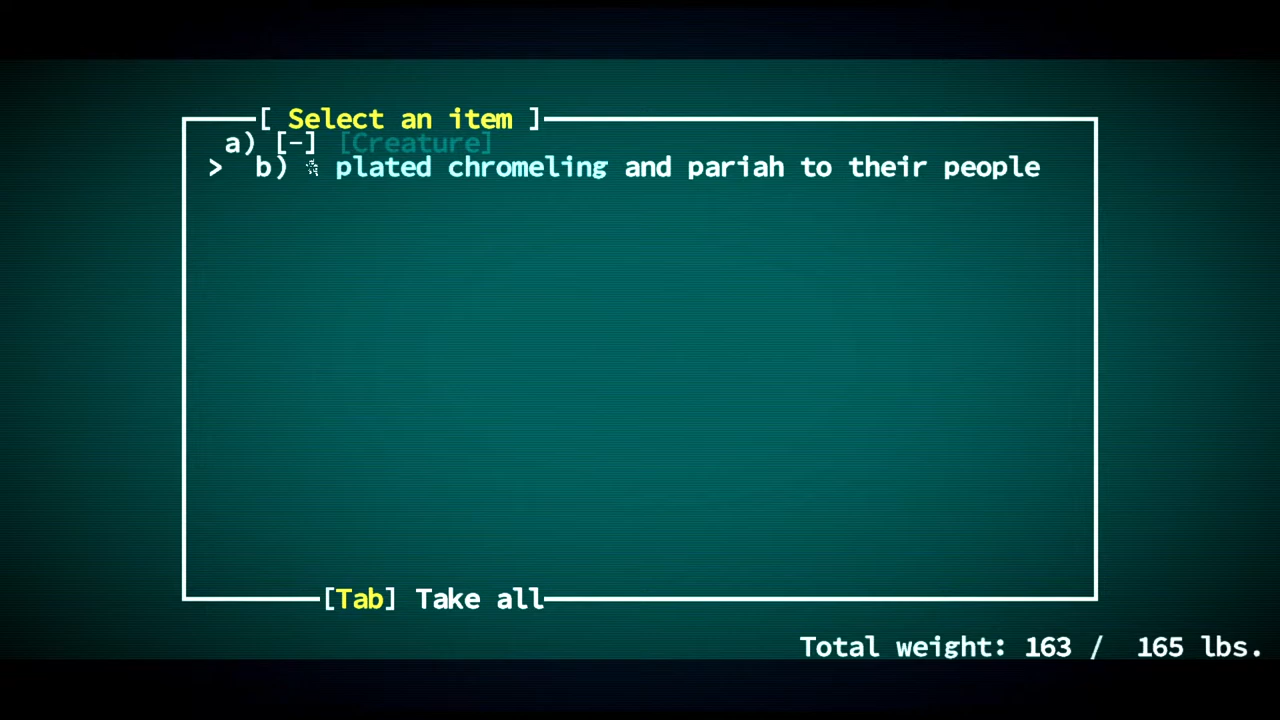 [ Select an item ]
a) [-] [Creature]
> b) plated chromeling and pariah to their people
[Tab] Take all
Total weight: 163 / 165 lbs.